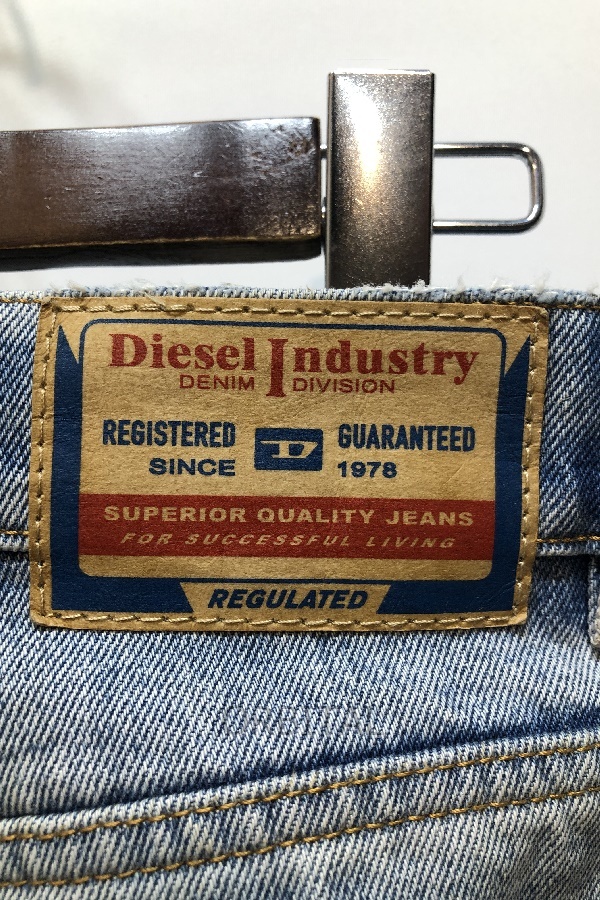 Diesel Industry
DENIM DIVISION
REGISTERED D GUARANTEED
SINCE 1978
SUPERIOR QUALITY JEANS
FOR SUCCESSFUL LIVING
REGULATED